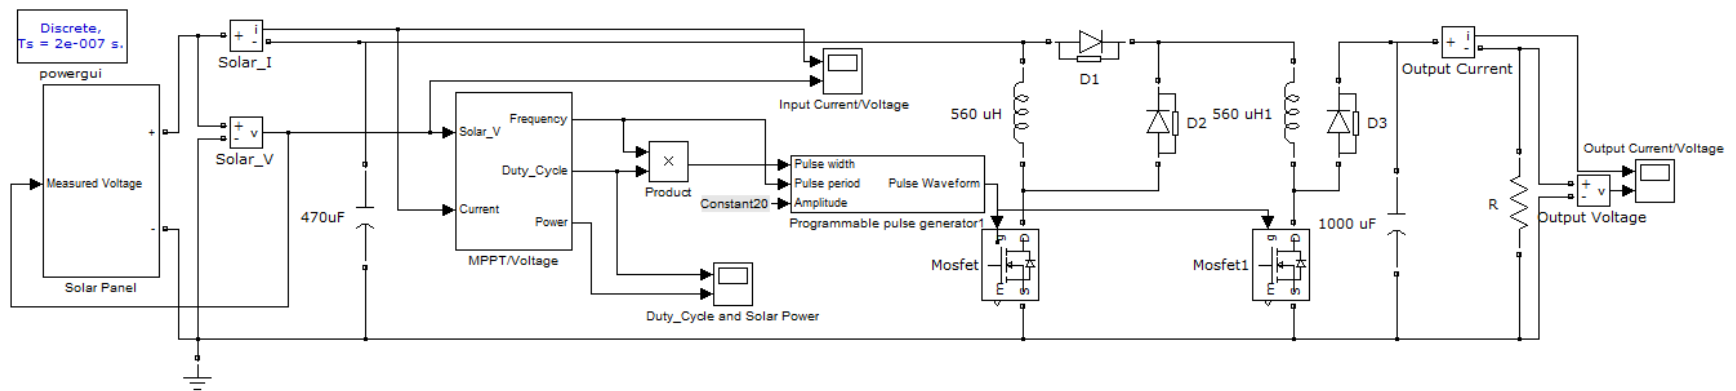 Discrete,
Ts = 2e-007 s.
powergui
Solar_I
+
i
-
Solar_V
+
-
v
Solar Panel
+
Measured Voltage
-
470uF
MPPT/Voltage
Solar_V
Current
Frequency
Duty_Cycle
Power
Input Current/Voltage
×
Product
Constant20
Pulse width
Pulse period
Amplitude
Pulse Waveform
Programmable pulse generator1
Duty_Cycle and Solar Power
560 uH
D1
D2
560 uH1
D3
Mosfet
g
D
m
S
Mosfet1
g
D
m
S
1000 uF
+
i
-
Output Current
R
Output Current/Voltage
+
-
v
Output Voltage